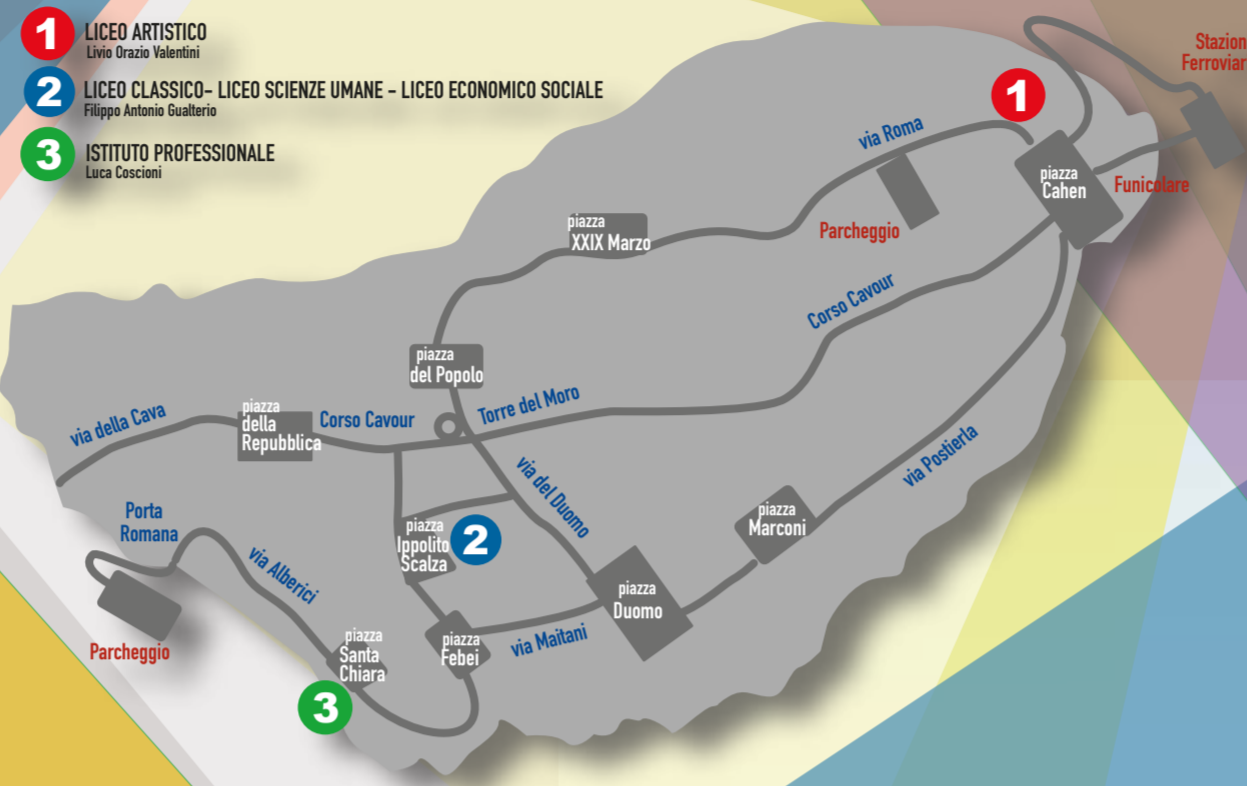 1 LICEO ARTISTICO
Livio Orazio Valentini
2 LICEO CLASSICO- LICEO SCIENZE UMANE - LICEO ECONOMICO SOCIALE
Filippo Antonio Gualterio
3 ISTITUTO PROFESSIONALE
Luca Coscioni
Stazion
Ferroviar
1
via Roma
piazza
Cahen
Funicolare
Parcheggio
piazza
XXIX Marzo
Corso Cavour
piazza
del Popolo
Torre del Moro
piazza
della
Repubblica
Corso Cavour
via della Cava
via del Duomo
via Postierla
piazza
Marconi
Porta
Romana
piazza
Ippolito
Scalza
2
via Alberici
piazza
Duomo
Parcheggio
piazza
Santa
Chiara
piazza
Febei
via Maitani
3